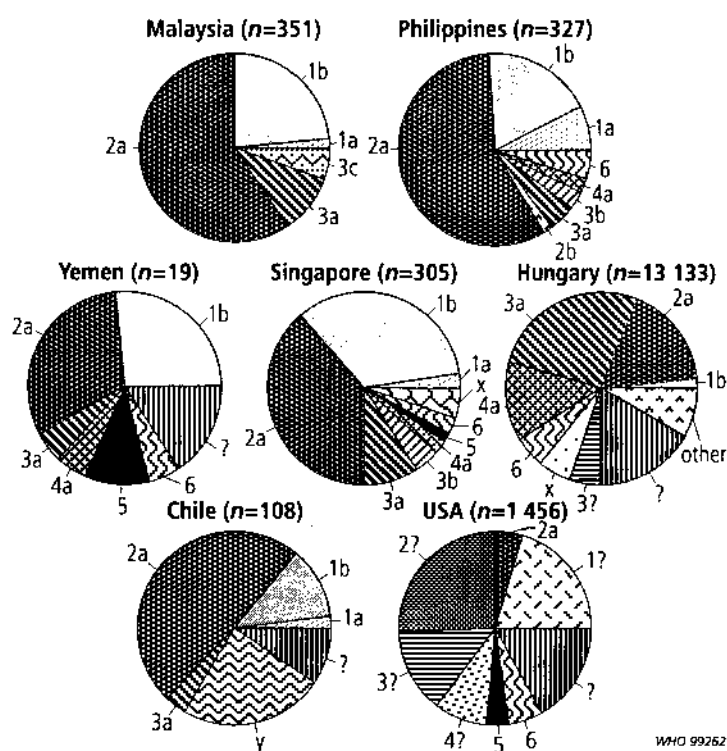 Malaysia (n=351)
1b
1a
3c
3a
2a
Philippines (n=327)
1b
1a
6
4a
3b
3a
2b
2a
Yemen (n=19)
1b
?
6
5
4a
3a
2a
Singapore (n=305)
1a
x
4a
6
5
4a
3b
3a
2a
Hungary (n=13 133)
3a
2a
1b
other
?
3?
x
6
Chile (n=108)
2a
1b
1a
?
y
3a
USA (n=1 456)
2a
2?
1?
?
6
5
4?
3?
WHO 99262